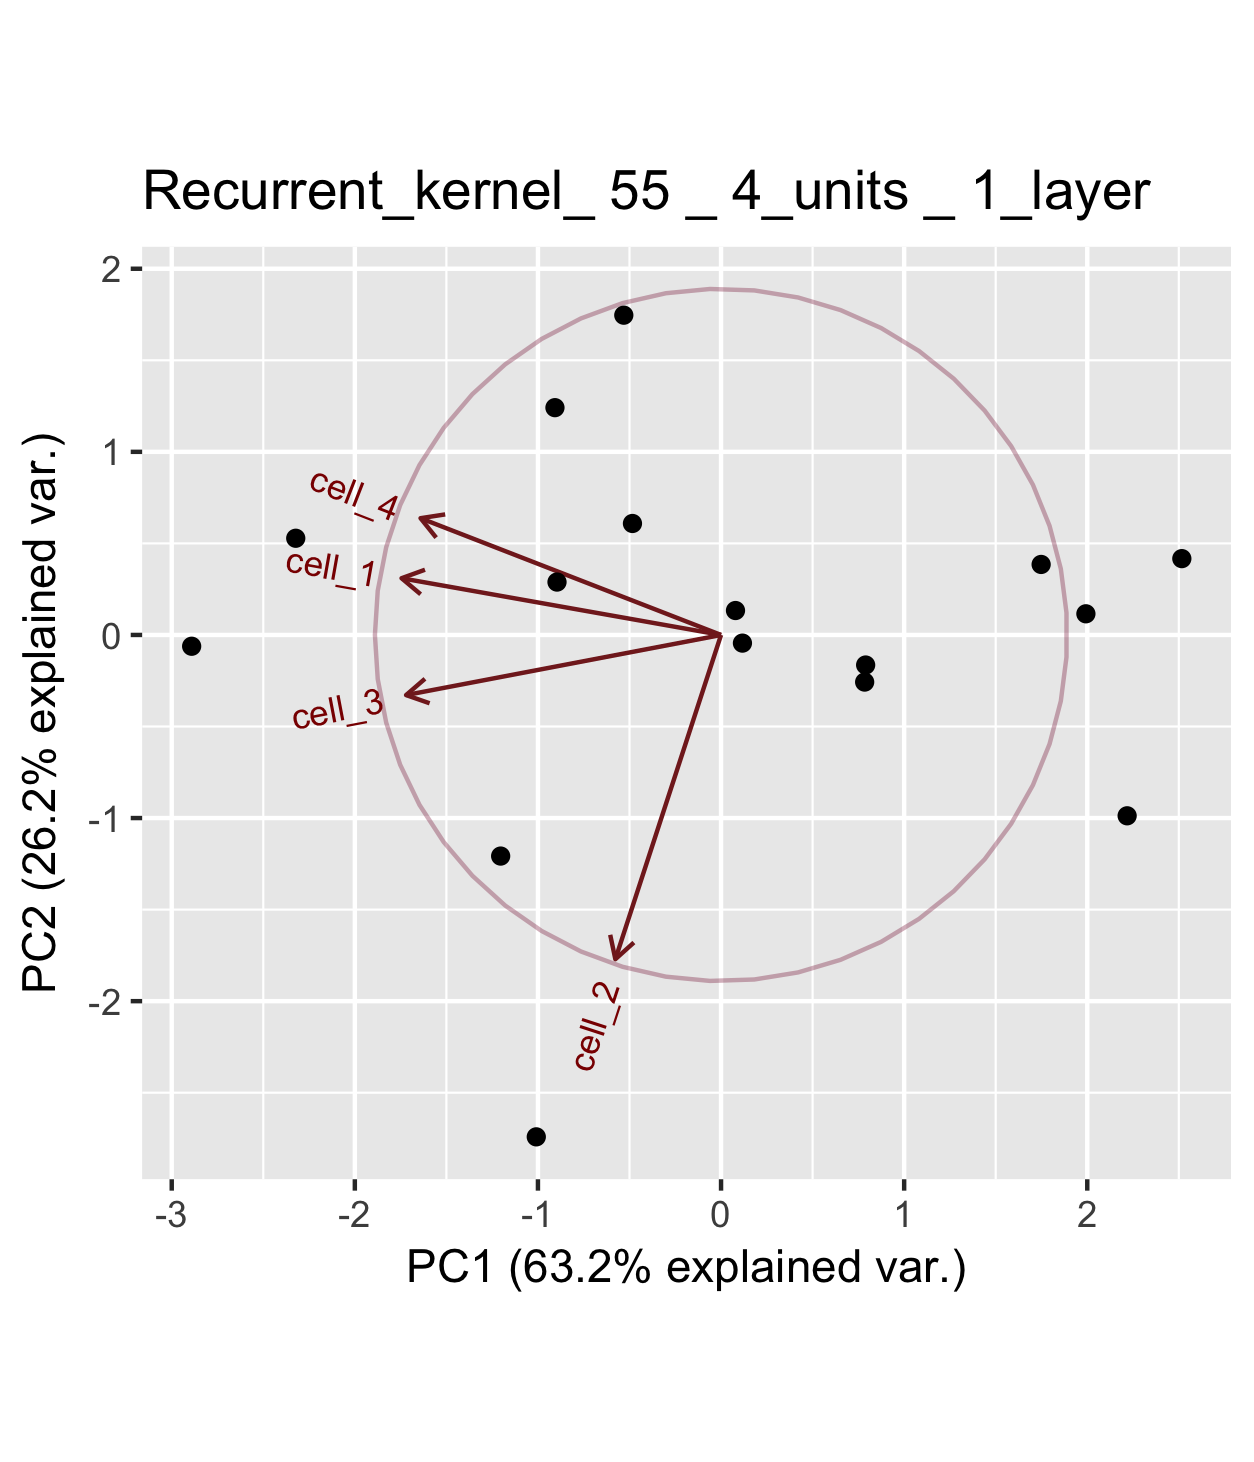 Recurrent_kernel_ 55 _ 4_units _ 1_layer
2
1
0
-1
-2
PC2 (26.2% explained var.)
cell_4
cell_1
cell_3
cell_2
-3 -2 -1 0 1 2
PC1 (63.2% explained var.)